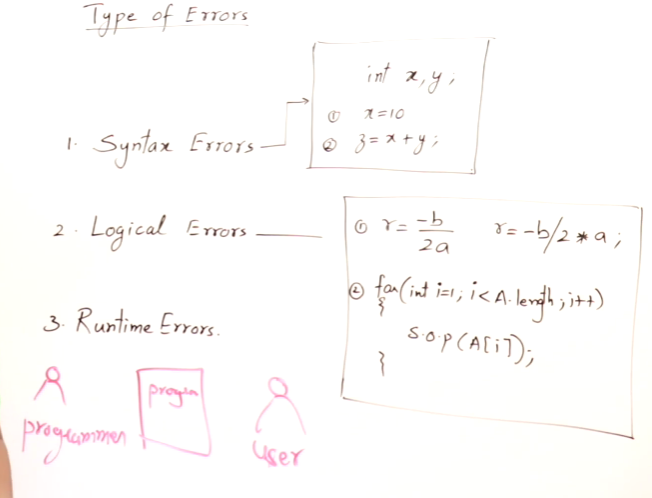 Type of Errors
int x, y;
① x=10
1. Syntax Errors
② z = x + y;
2. Logical Errors
① r = -b/2a r = -b/2 * a;
② for(int i=1; i<A.length; i++)
{
S.o.p(A[i]);
}
3. Runtime Errors.
program
programmer
user